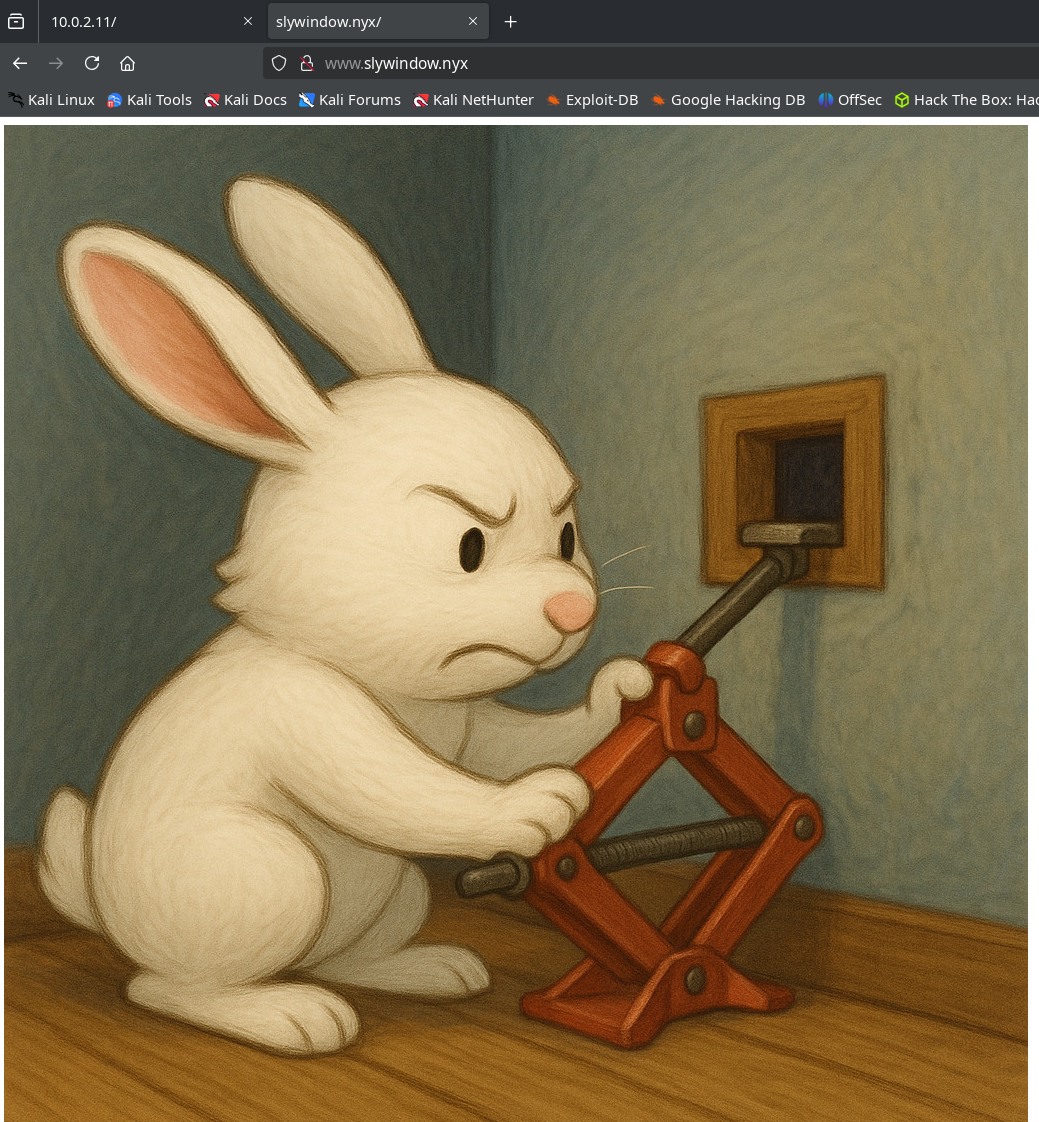 10.0.2.11/
slywindow.nyx/
www.slywindow.nyx
Kali Linux Kali Tools Kali Docs Kali Forums Kali NetHunter Exploit-DB Google Hacking DB OffSec Hack The Box: Hac